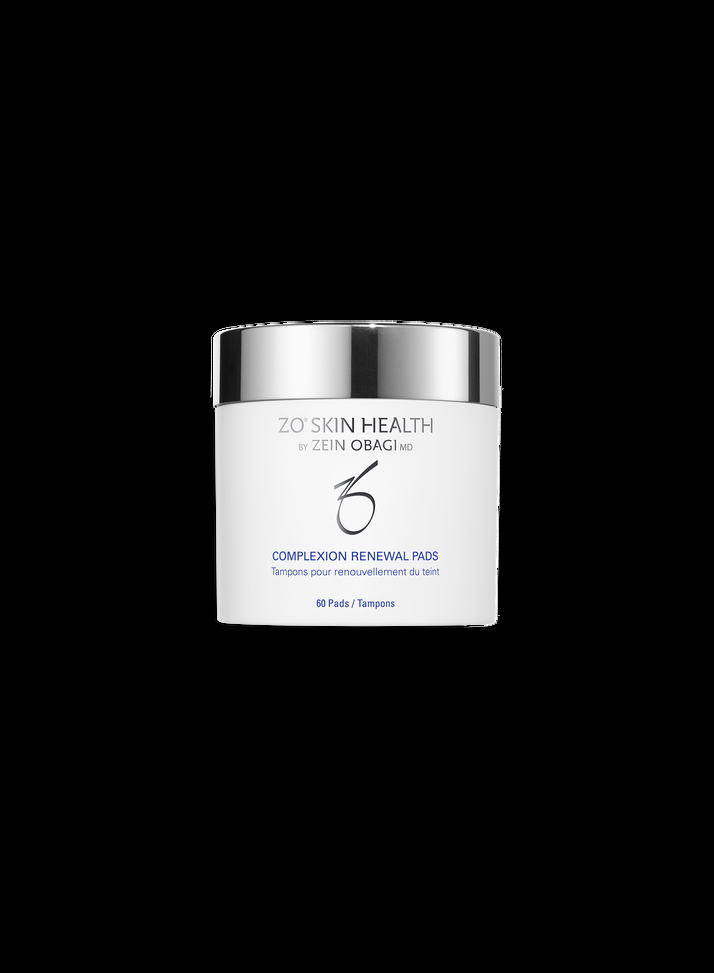 ZO® SKIN HEALTH
BY ZEIN OBAGI MD
COMPLEXION RENEWAL PADS
Tampons pour renouvellement du teint
60 Pads / Tampons